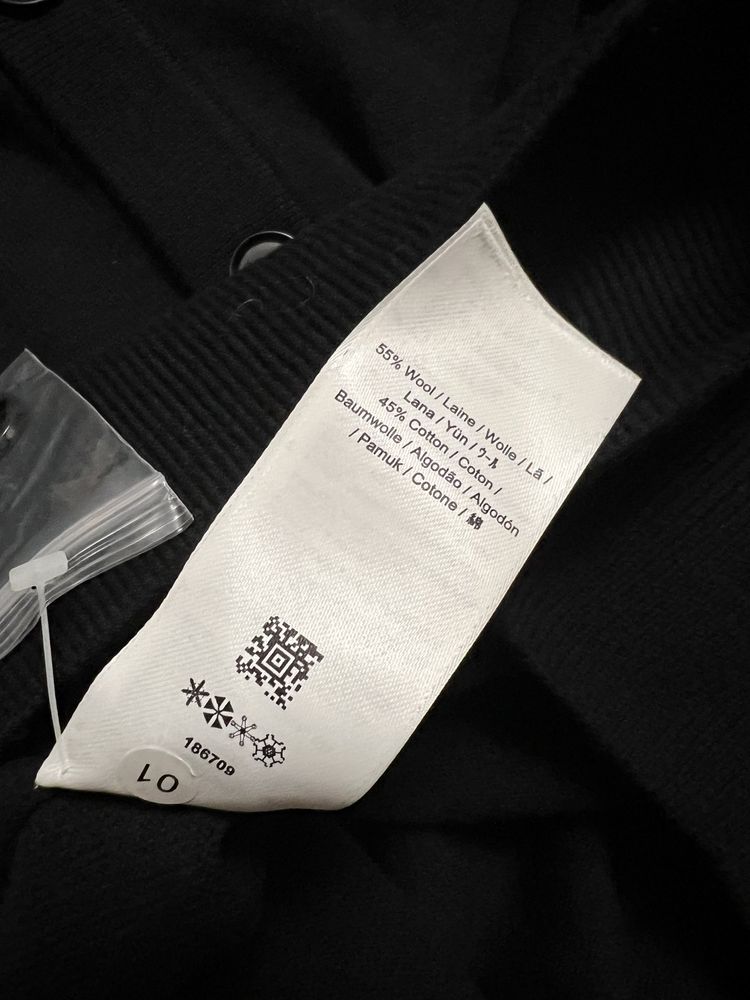 55% Wool / Laine / Wolle / Lã /
Lana / Yün / ウール
45% Cotton / Coton /
Baumwolle / Algodão / Algodón
/ Pamuk / Cotone / 綿
186709
01